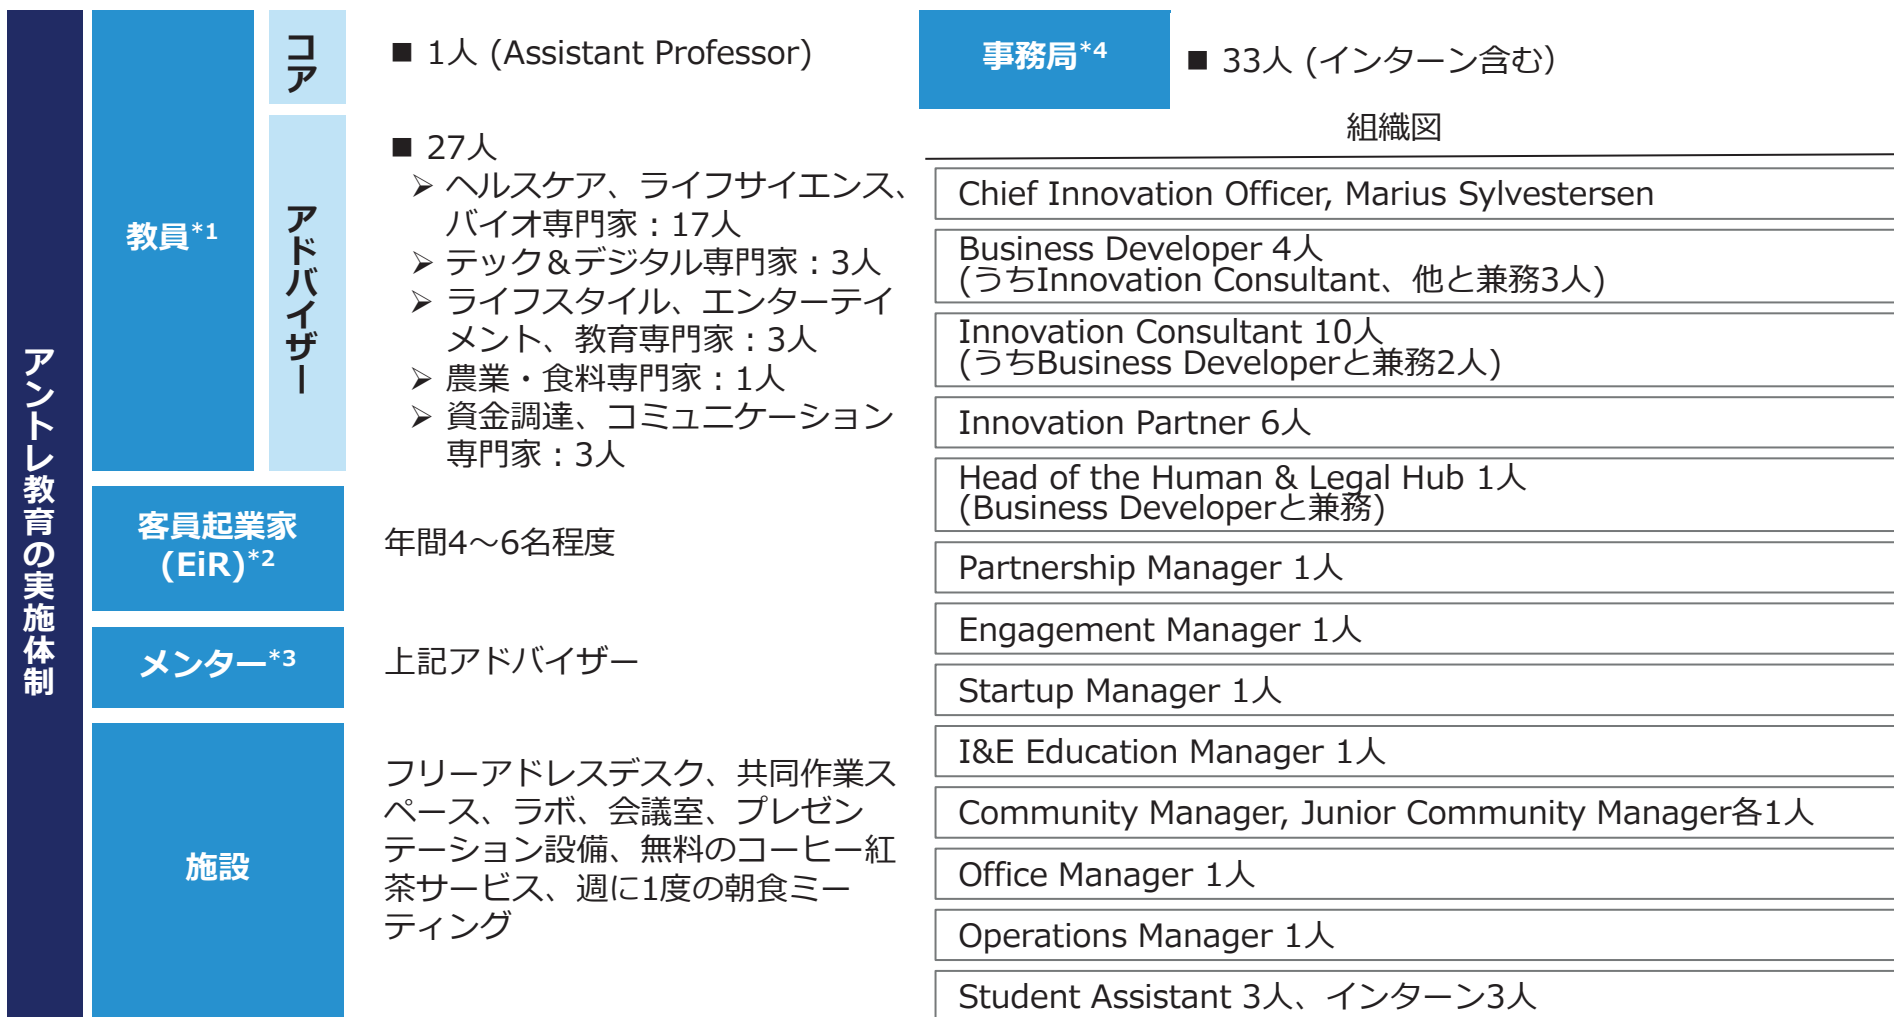 アントレ教育の実施体制
教員*1
コア
■ 1人 (Assistant Professor)
アドバイザー
■ 27人
➢ ヘルスケア、ライフサイエンス、
バイオ専門家：17人
➢ テック＆デジタル専門家：3人
➢ ライフスタイル、エンターテイ
メント、教育専門家：3人
➢ 農業・食料専門家：1人
➢ 資金調達、コミュニケーション
専門家：3人
客員起業家
(EiR)*2
年間4～6名程度
メンター*3
上記アドバイザー
施設
フリーアドレスデスク、共同作業ス
ペース、ラボ、会議室、プレゼン
テーション設備、無料のコーヒー紅
茶サービス、週に1度の朝食ミー
ティング
事務局*4
■ 33人 (インターン含む）
組織図
Chief Innovation Officer, Marius Sylvestersen
Business Developer 4人
(うちInnovation Consultant、他と兼務3人)
Innovation Consultant 10人
(うちBusiness Developerと兼務2人)
Innovation Partner 6人
Head of the Human & Legal Hub 1人
(Business Developerと兼務)
Partnership Manager 1人
Engagement Manager 1人
Startup Manager 1人
I&E Education Manager 1人
Community Manager, Junior Community Manager各1人
Office Manager 1人
Operations Manager 1人
Student Assistant 3人、インターン3人